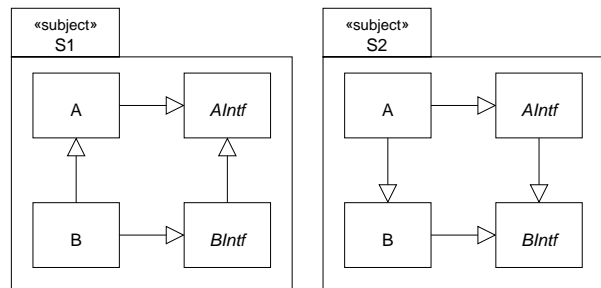 «subject»
S1
A
AIntf
B
BIntf
«subject»
S2
A
AIntf
B
BIntf